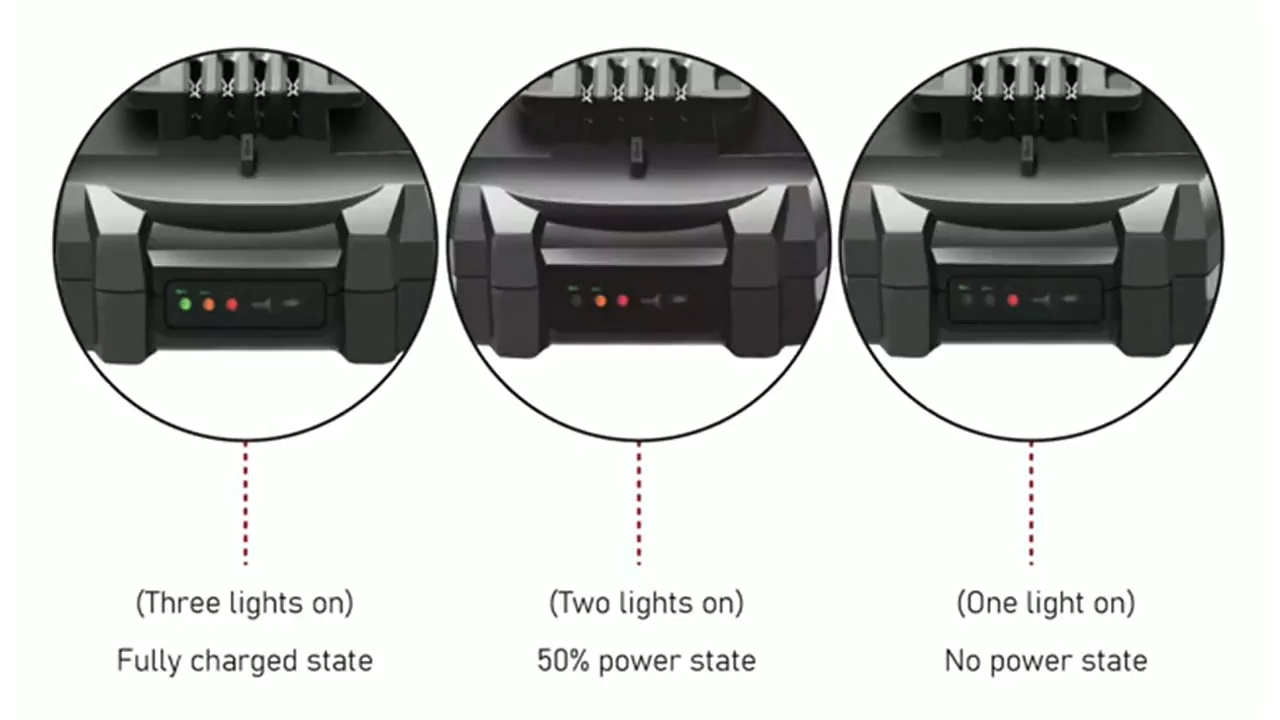 (Three lights on)
Fully charged state
(Two lights on)
50% power state
(One light on)
No power state